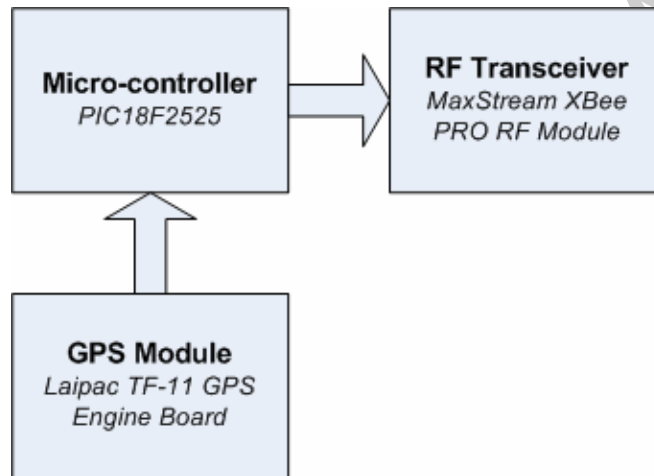 Micro-controller
PIC18F2525
RF Transceiver
MaxStream XBee
PRO RF Module
GPS Module
Laipac TF-11 GPS
Engine Board